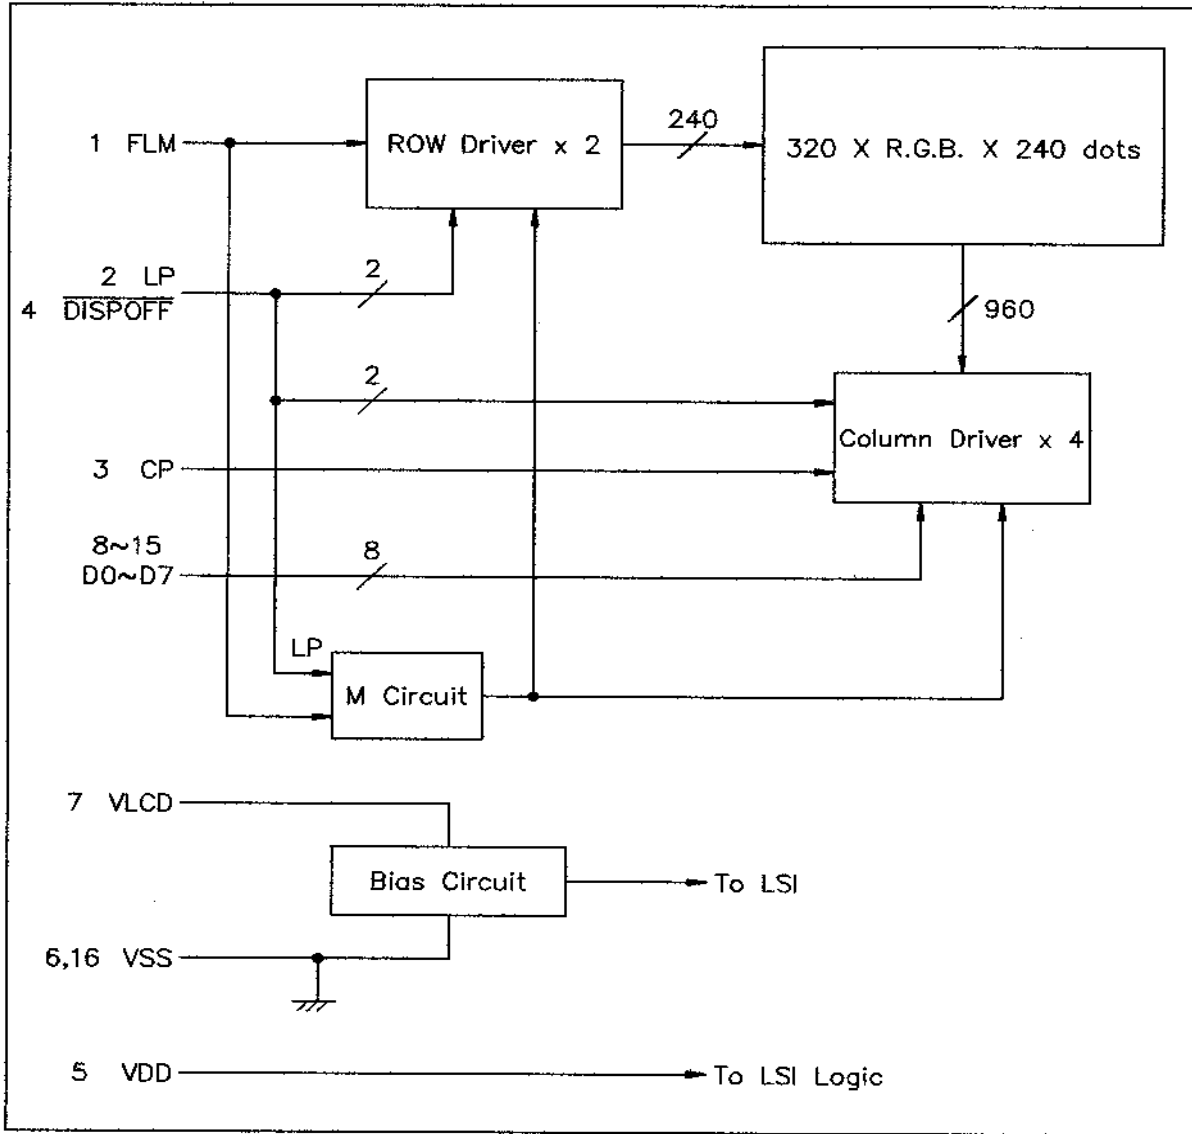 1 FLM
ROW Driver x 2
240
320 X R.G.B. X 240 dots
2 LP
4 DISPOFF
2
960
2
Column Driver x 4
3 CP
8~15
D0~D7
8
LP
M Circuit
7 VLCD
Bias Circuit
To LSI
6,16 VSS
5 VDD
To LSI Logic